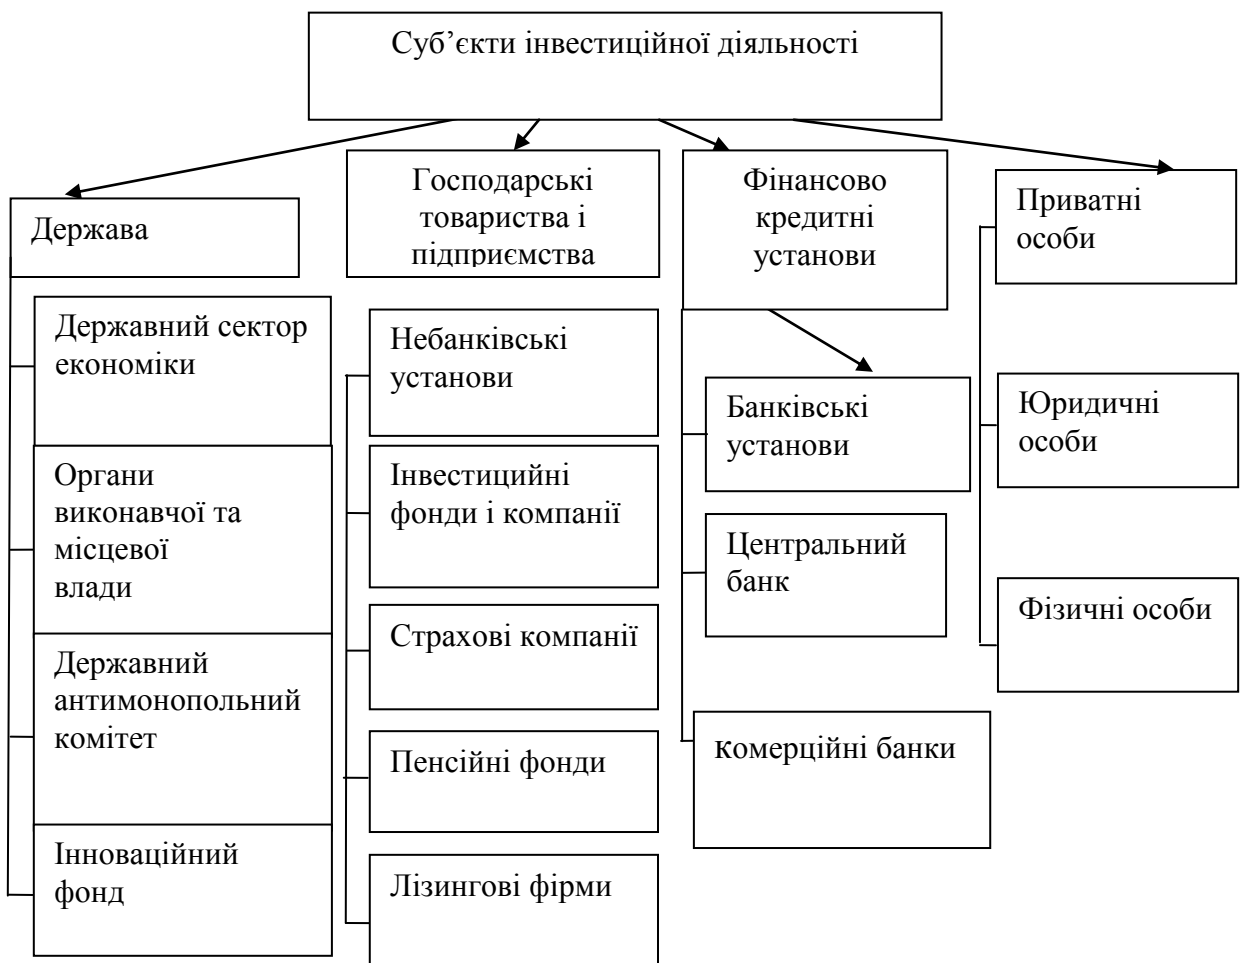 Суб’єкти інвестиційної діяльності
Держава
Господарські
товариства і
підприємства
Фінансово
кредитні
установи
Приватні
особи
Державний сектор
економіки
Органи
виконавчої та
місцевої
влади
Державний
антимонопольний
комітет
Інноваційний
фонд
Небанківські
установи
Інвестиційні
фонди і компанії
Страхові компанії
Пенсійні фонди
Лізингові фірми
Банківські
установи
Центральний
банк
комерційні банки
Юридичні
особи
Фізичні особи